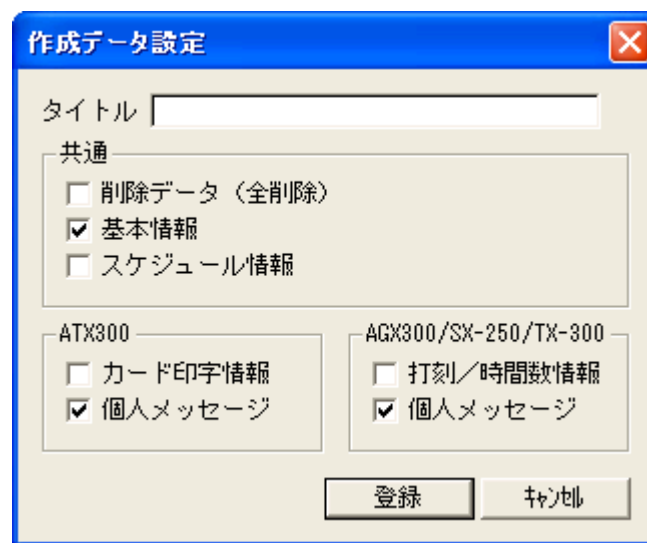 作成データ設定
タイトル
共通
削除データ（全削除）
基本情報
スケジュール情報
ATX300
カード印字情報
個人メッセージ
AGX300/SX-250/TX-300
打刻／時間数情報
個人メッセージ
登録
ｷｬﾝｾﾙ